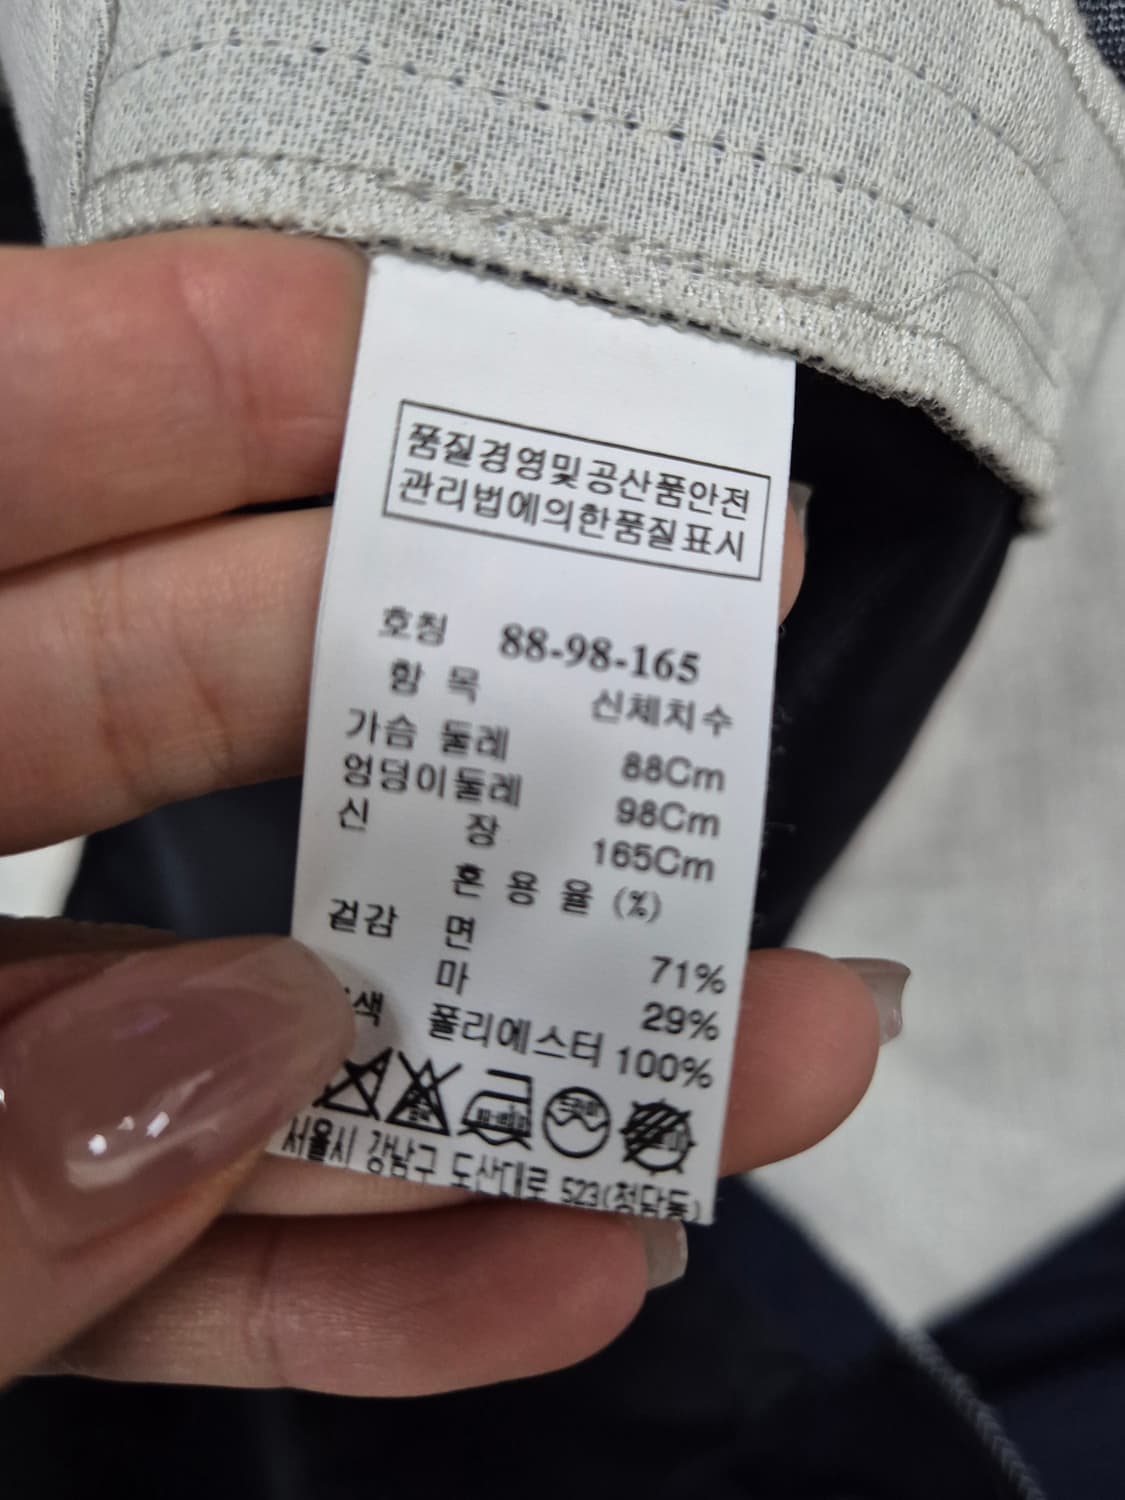 품질경영및공산품안전
관리법에의한품질표시
호칭 88-98-165
항 목 신체치수
가슴 둘레 88Cm
엉덩이둘레 98Cm
신 장 165Cm
혼 용 율 (%)
겉감 면 71%
마 29%
색 폴리에스터 100%
서울시 강남구 도산대로 523(청담동)